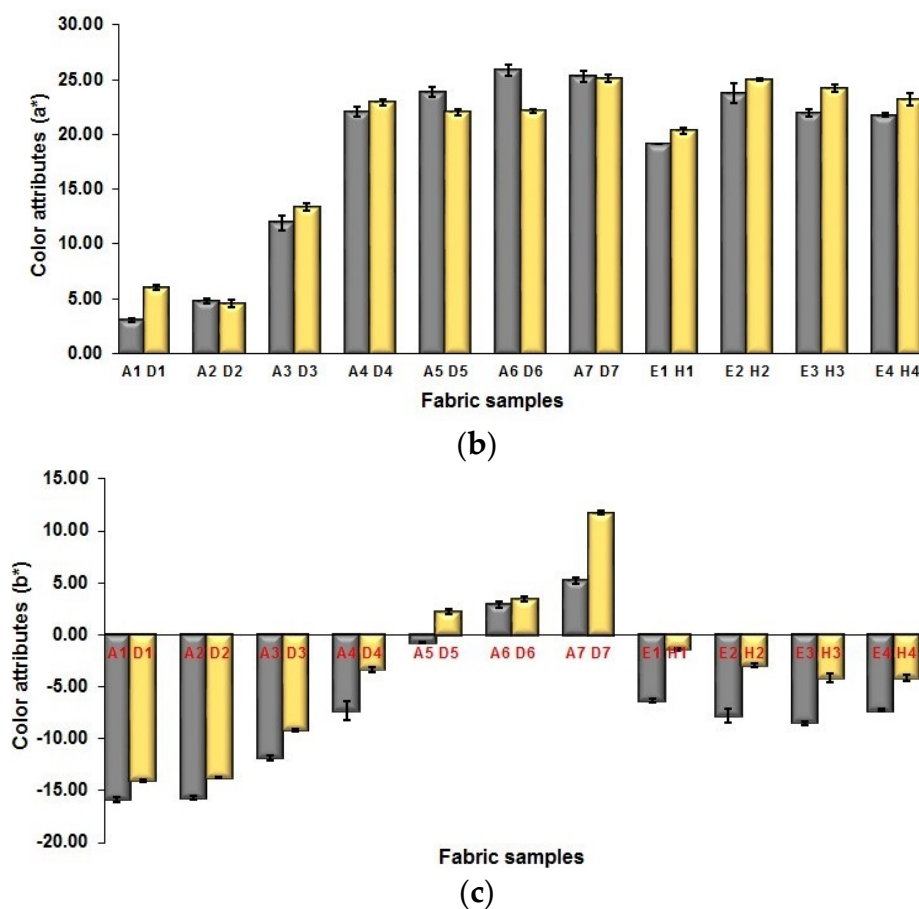 30.00
25.00
20.00
15.00
10.00
5.00
0.00
Color attributes (a*)
A1 D1 A2 D2 A3 D3 A4 D4 A5 D5 A6 D6 A7 D7 E1 H1 E2 H2 E3 H3 E4 H4
Fabric samples
(b)
15.00
10.00
5.00
0.00
-5.00
-10.00
-15.00
-20.00
Color attributes (b*)
A1 D1 A2 D2 A3 D3 A4 D4 A5 D5 A6 D6 A7 D7 E1 H1 E2 H2 E3 H3 E4 H4
Fabric samples
(c)